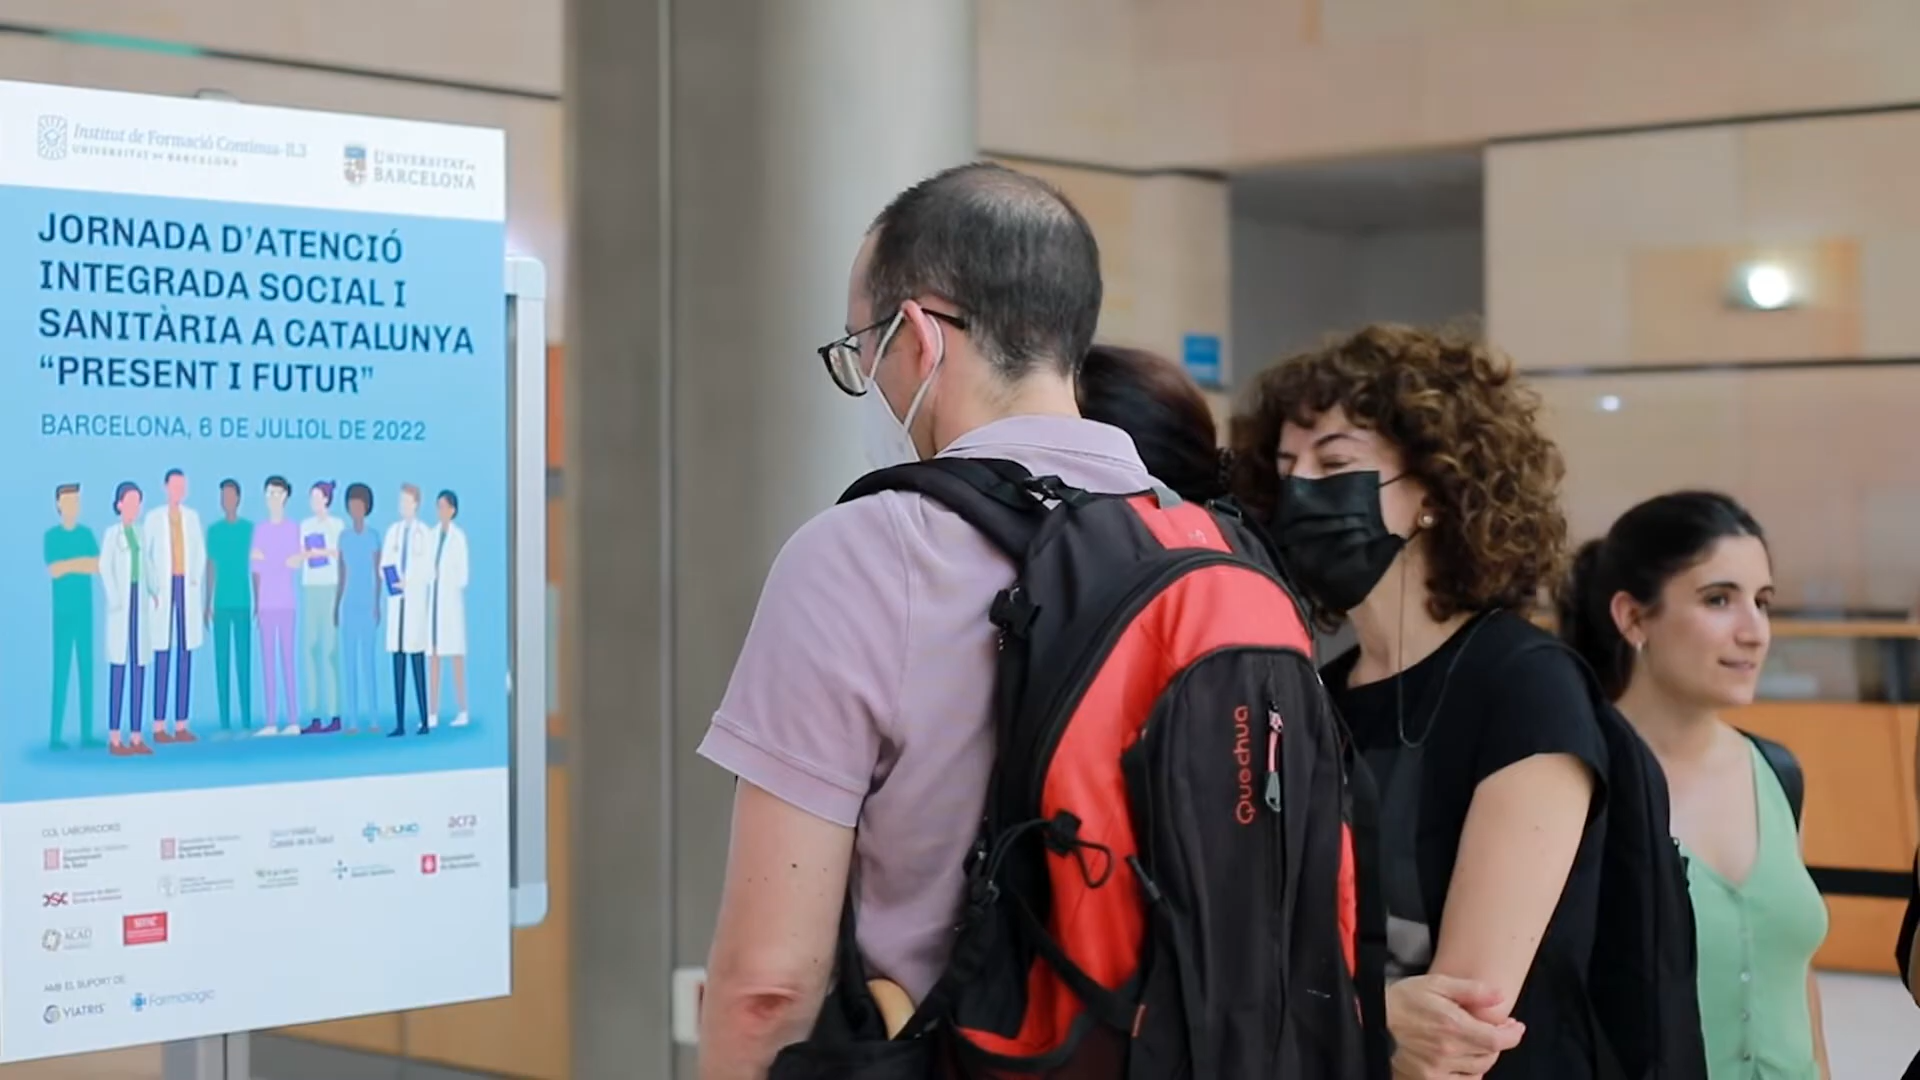 Institut de Formació Contínua-IL3
UNIVERSITAT DE BARCELONA
UNIVERSITAT DE
BARCELONA
JORNADA D'ATENCIÓ
INTEGRADA SOCIAL I
SANITÀRIA A CATALUNYA
“PRESENT I FUTUR”
BARCELONA, 6 DE JULIOL DE 2022
COL·LABORADORS:
acra
ACAD
AMB EL SUPORT DE:
VIATRIS
Farmalogic
Quechua